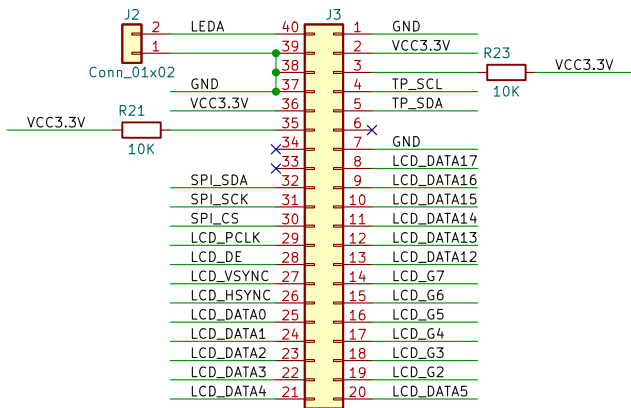 J2 J3
2 LEDA 40 1 GND
1 39 2 VCC3.3V R23
Conn_01x02 38 3 VCC3.3V
GND 37 4 TP_SCL 10K
VCC3.3V 36 5 TP_SDA
R21
VCC3.3V 35 6
10K 34 7 GND
33 8 LCD_DATA17
SPI_SDA 32 9 LCD_DATA16
SPI_SCK 31 10 LCD_DATA15
SPI_CS 30 11 LCD_DATA14
LCD_PCLK 29 12 LCD_DATA13
LCD_DE 28 13 LCD_DATA12
LCD_VSYNC 27 14 LCD_G7
LCD_HSYNC 26 15 LCD_G6
LCD_DATA0 25 16 LCD_G5
LCD_DATA1 24 17 LCD_G4
LCD_DATA2 23 18 LCD_G3
LCD_DATA3 22 19 LCD_G2
LCD_DATA4 21 20 LCD_DATA5